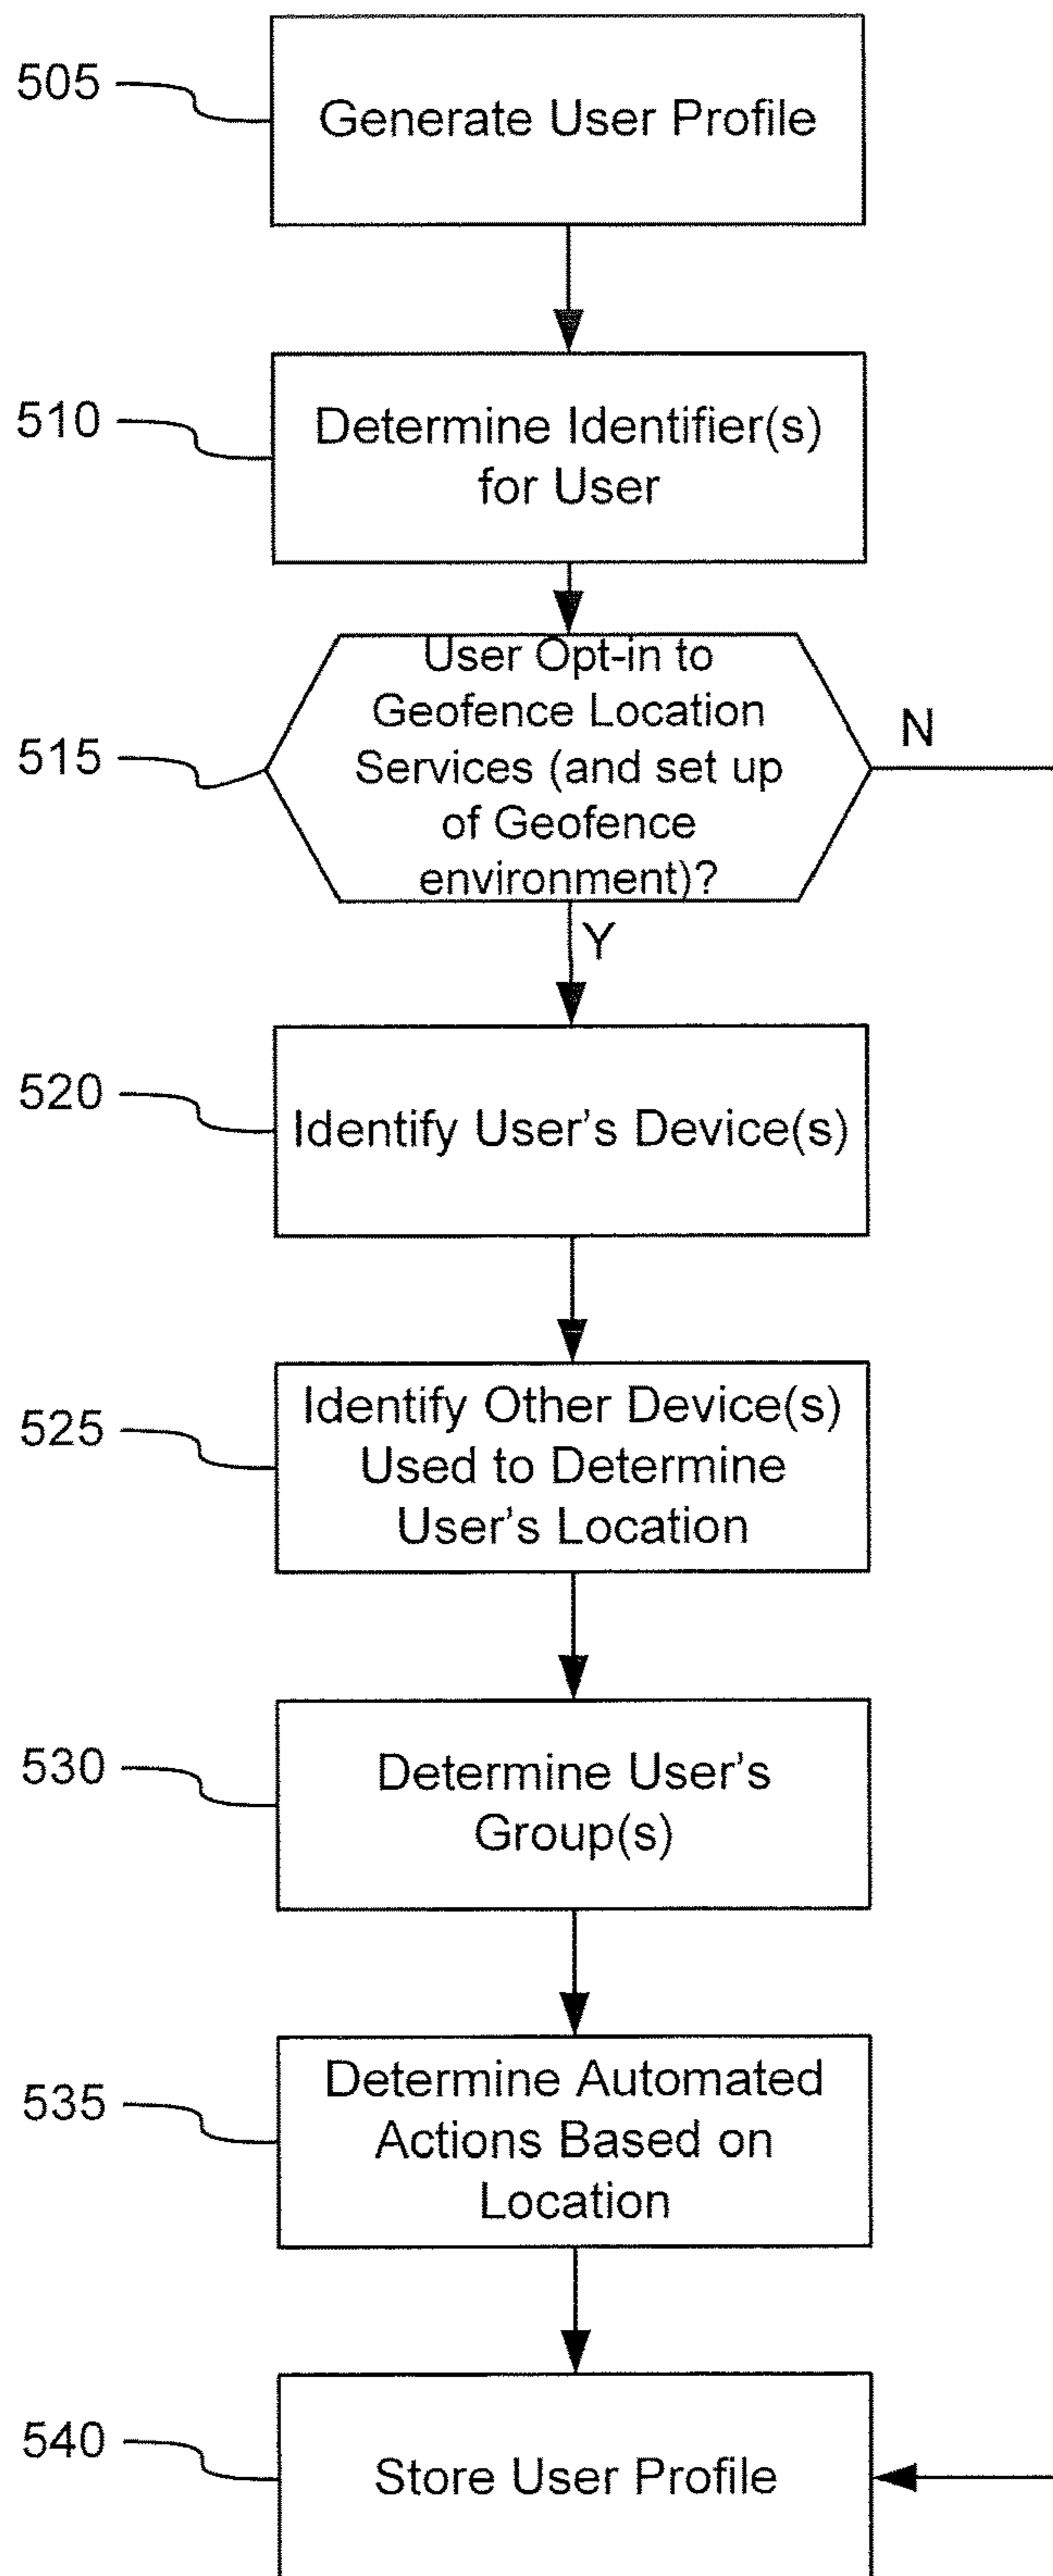 505
Generate User Profile
510
Determine Identifier(s)
for User
515
User Opt-in to
Geofence Location
Services (and set up
of Geofence
environment)?
N
Y
520
Identify User's Device(s)
525
Identify Other Device(s)
Used to Determine
User's Location
530
Determine User's
Group(s)
535
Determine Automated
Actions Based on
Location
540
Store User Profile